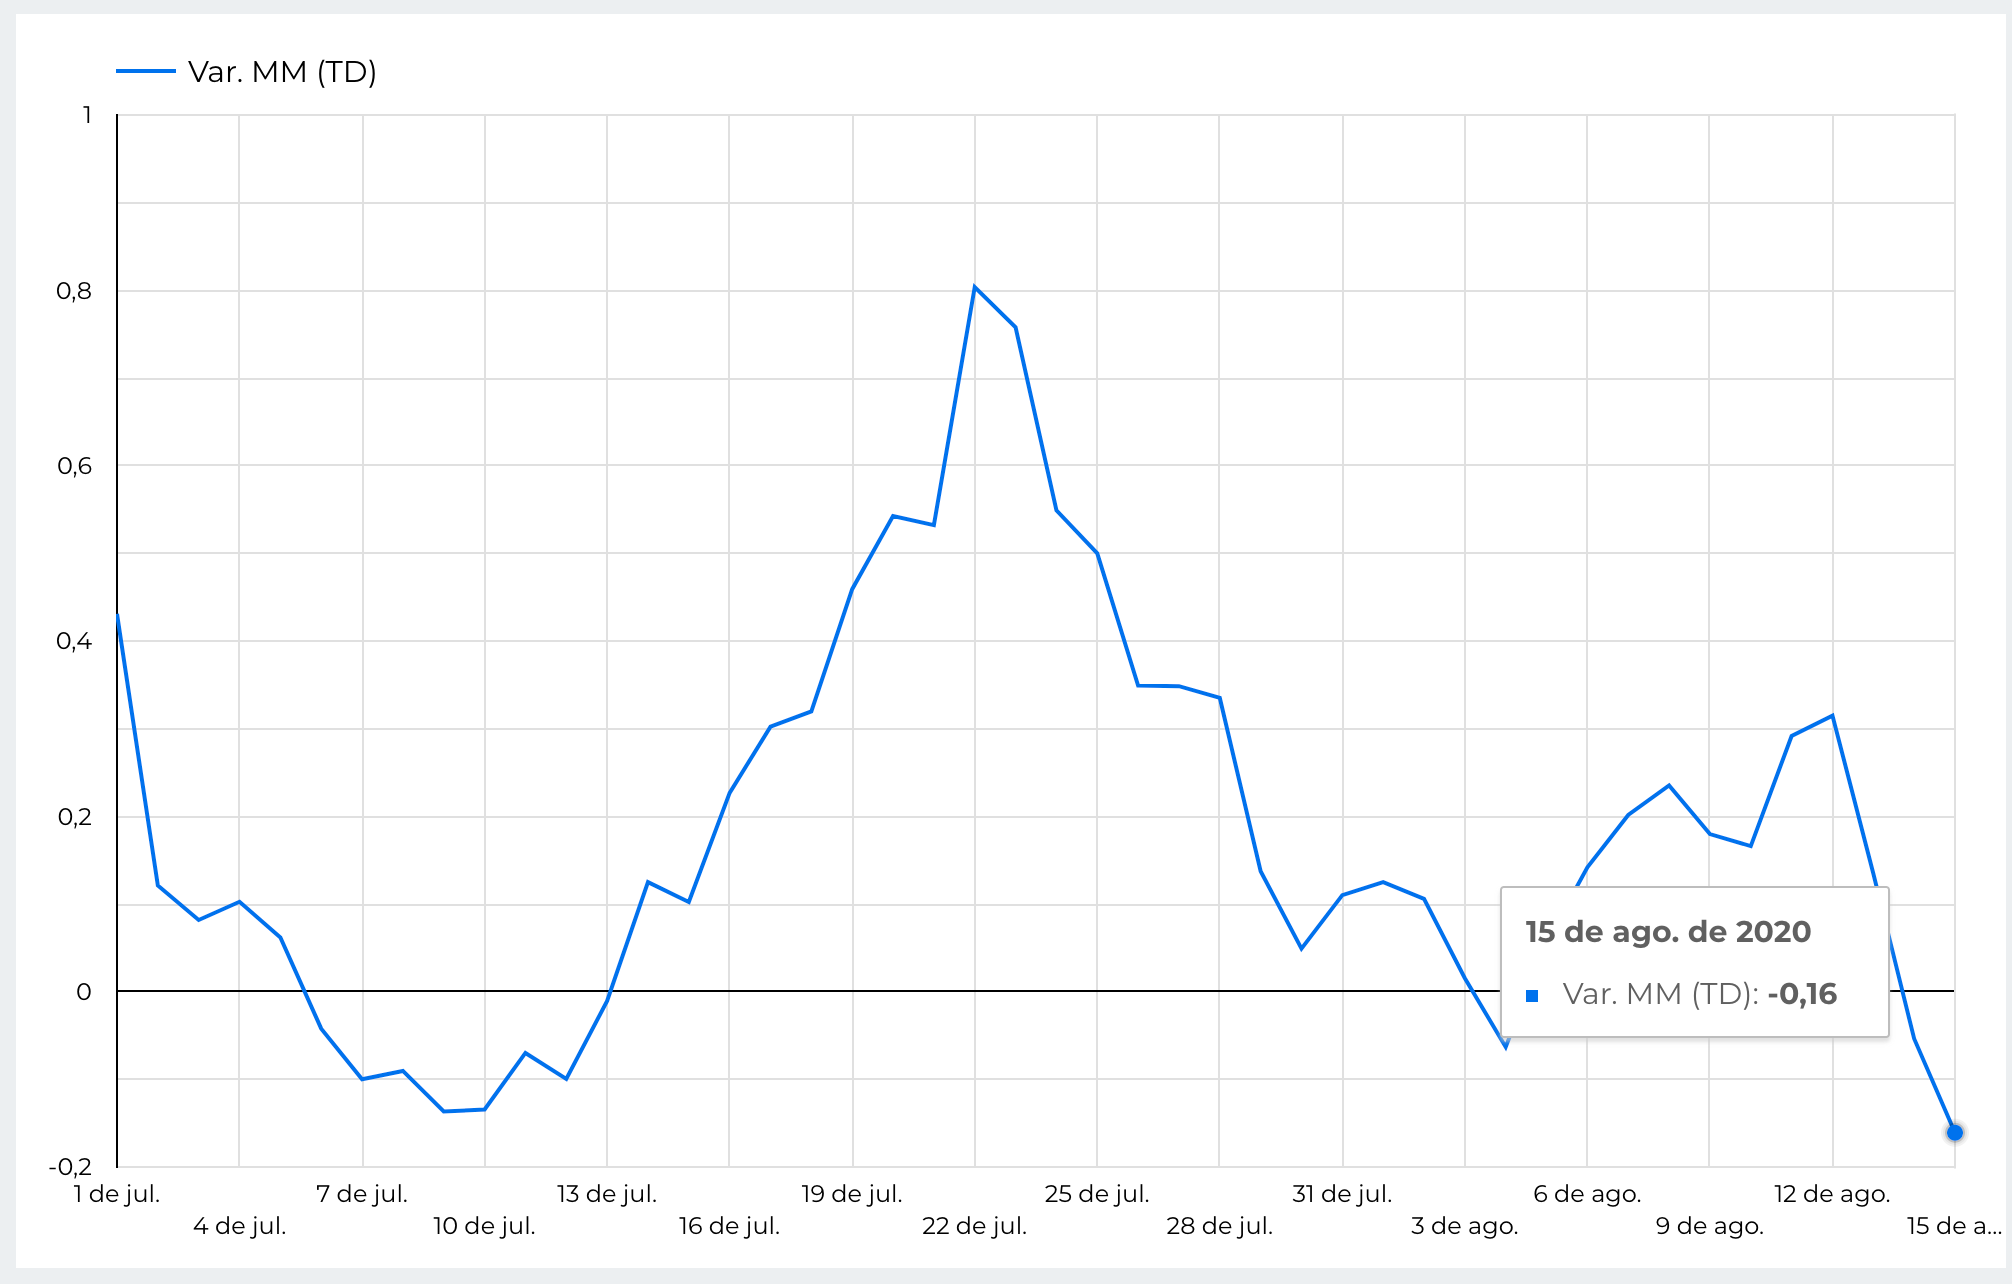 Var. MM (TD)
1
0,8
0,6
0,4
0,2
0
-0,2
15 de ago. de 2020
Var. MM (TD): -0,16
1 de jul.
7 de jul.
13 de jul.
19 de jul.
25 de jul.
31 de jul.
6 de ago.
12 de ago.
4 de jul.
10 de jul.
16 de jul.
22 de jul.
28 de jul.
3 de ago.
9 de ago.
15 de a...